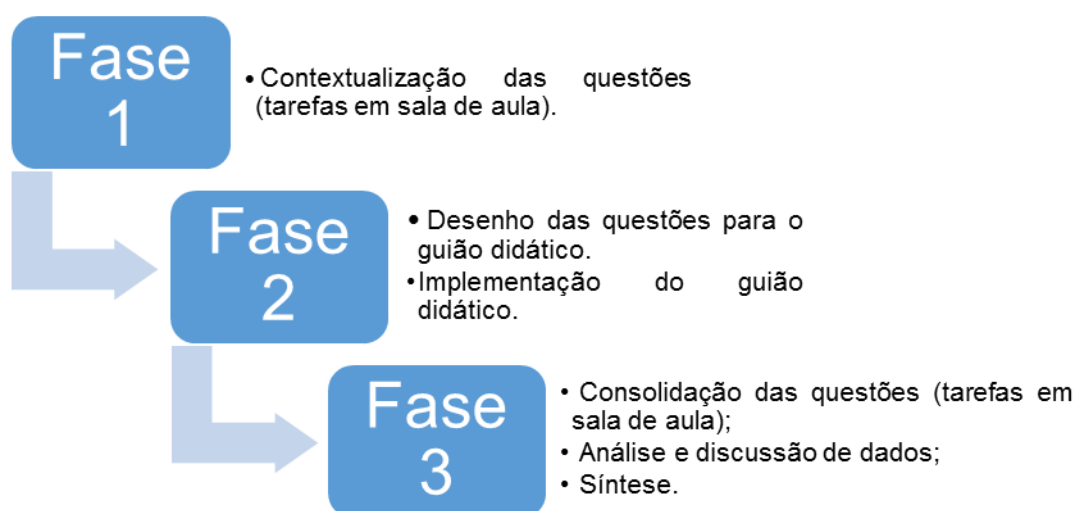 Fase
1
• Contextualização das questões
(tarefas em sala de aula).
Fase
2
• Desenho das questões para o
guião didático.
•Implementação do guião
didático.
Fase
3
• Consolidação das questões (tarefas em
sala de aula);
• Análise e discussão de dados;
• Síntese.